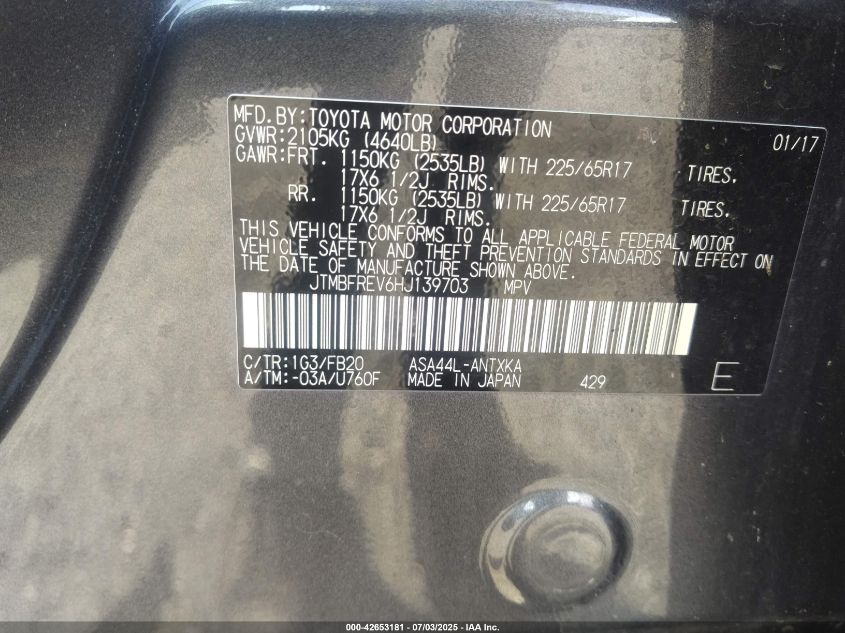 MFD.BY:TOYOTA MOTOR CORPORATION 01/17
GVWR:2105KG (4640LB)
GAWR:FRT. 1150KG (2535LB) WITH 225/65R17 TIRES,
17X6 1/2J RIMS.
RR. 1150KG (2535LB) WITH 225/65R17 TIRES,
17X6 1/2J RIMS.
THIS VEHICLE CONFORMS TO ALL APPLICABLE FEDERAL MOTOR
VEHICLE SAFETY AND THEFT PREVENTION STANDARDS IN EFFECT ON
THE DATE OF MANUFACTURE SHOWN ABOVE.
JTMBFREV6HJ139703 MPV
C/TR:1G3/FB20 ASA44L-ANTXKA
A/TM:-03A/U760F MADE IN JAPAN 429 E
000-42653181 - 07/03/2025 - IAA Inc.